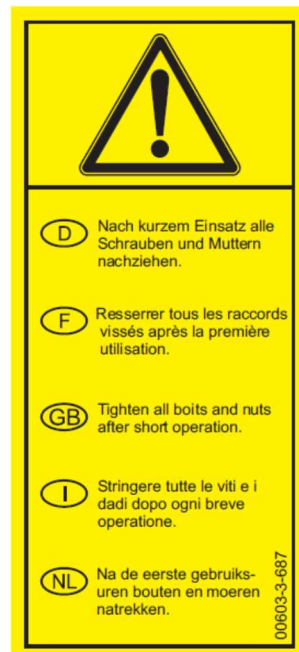 D
Nach kurzem Einsatz alle
Schrauben und Muttern
nachziehen.
F
Resserrer tous les raccords
vissés après la première
utilisation.
GB
Tighten all boits and nuts
after short operation.
I
Stringere tutte le viti e i
dadi dopo ogni breve
operatione.
NL
Na de eerste gebruiks-
uren bouten en moeren
natrekken.
00603-3-687